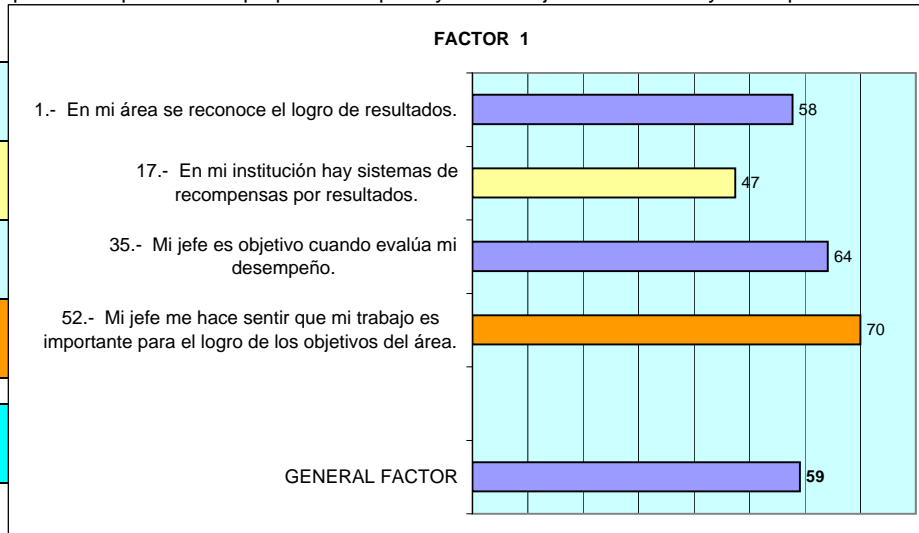 FACTOR 1
1.- En mi área se reconoce el logro de resultados.
58
17.- En mi institución hay sistemas de
recompensas por resultados.
47
35.- Mi jefe es objetivo cuando evalúa mi
desempeño.
64
52.- Mi jefe me hace sentir que mi trabajo es
importante para el logro de los objetivos del área.
70
GENERAL FACTOR
59